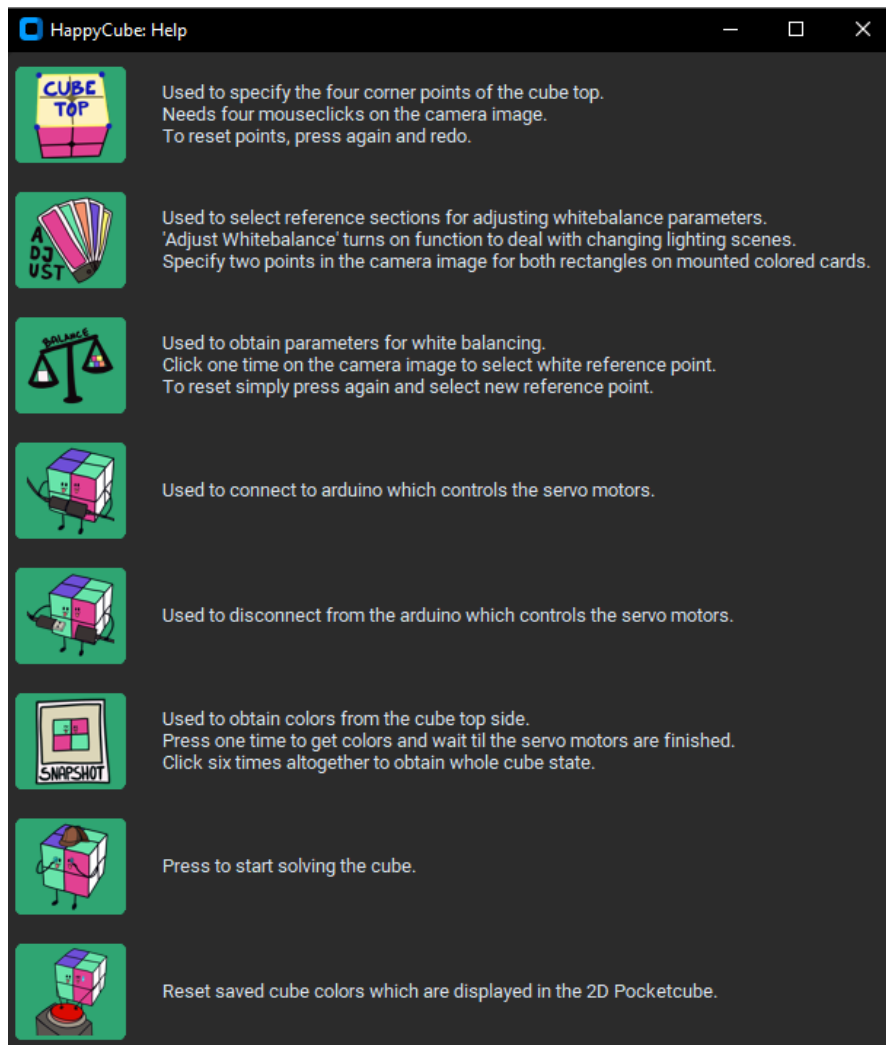 HappyCube: Help
CUBE
TOP
Used to specify the four corner points of the cube top.
Needs four mouseclicks on the camera image.
To reset points, press again and redo.
A
DJ
UST
Used to select reference sections for adjusting whitebalance parameters.
'Adjust Whitebalance' turns on function to deal with changing lighting scenes.
Specify two points in the camera image for both rectangles on mounted colored cards.
BALANCE
Used to obtain parameters for white balancing.
Click one time on the camera image to select white reference point.
To reset simply press again and select new reference point.
Used to connect to arduino which controls the servo motors.
Used to disconnect from the arduino which controls the servo motors.
SNAPSHOT
Used to obtain colors from the cube top side.
Press one time to get colors and wait til the servo motors are finished.
Click six times altogether to obtain whole cube state.
Press to start solving the cube.
Reset saved cube colors which are displayed in the 2D Pocketcube.